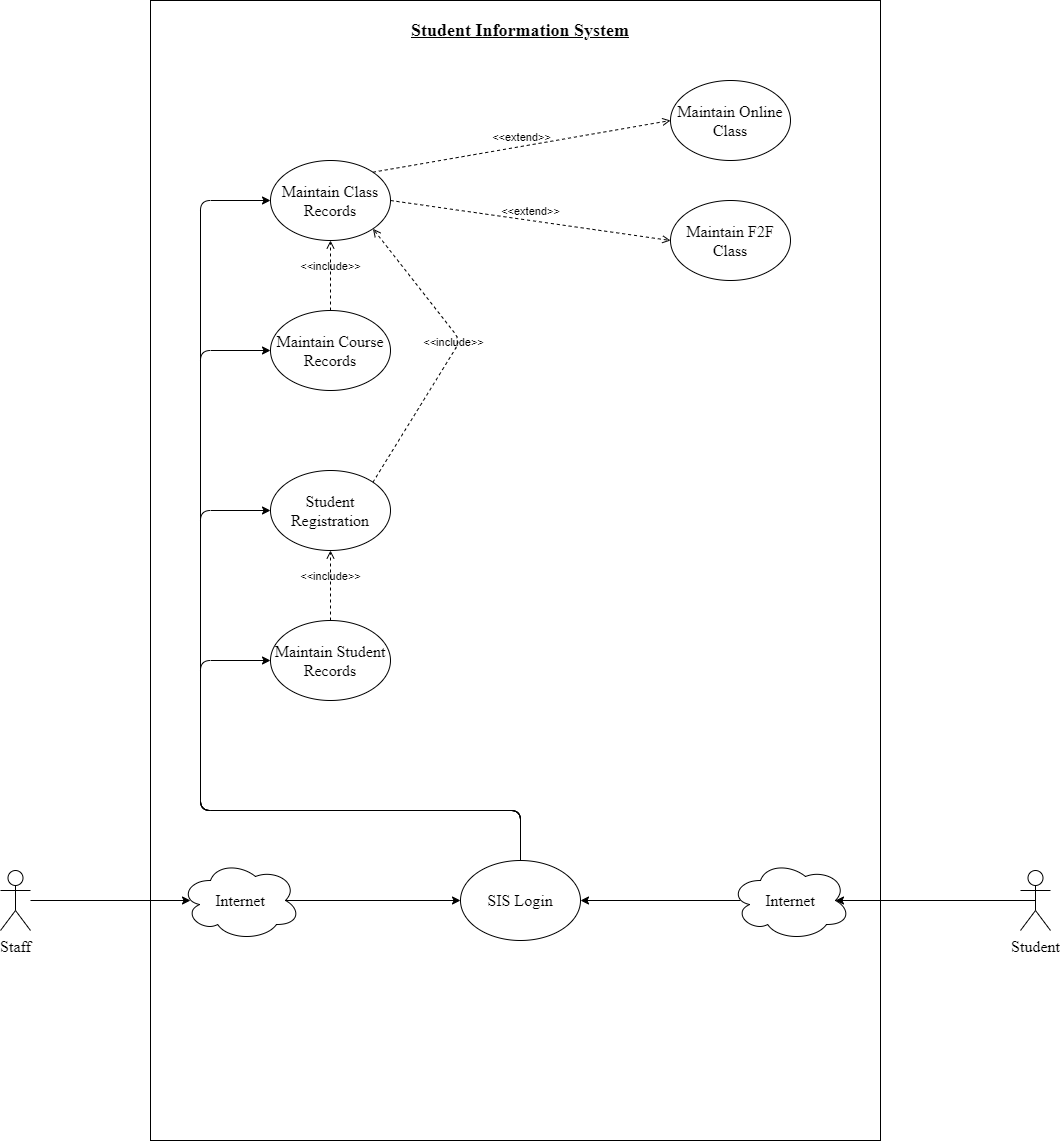 Student Information System
Maintain Online
Class
<<extend>>
Maintain Class
Records
<<extend>>
Maintain F2F
Class
<<include>>
Maintain Course
Records
<<include>>
Student
Registration
<<include>>
Maintain Student
Records
Internet
SIS Login
Internet
Staff
Student